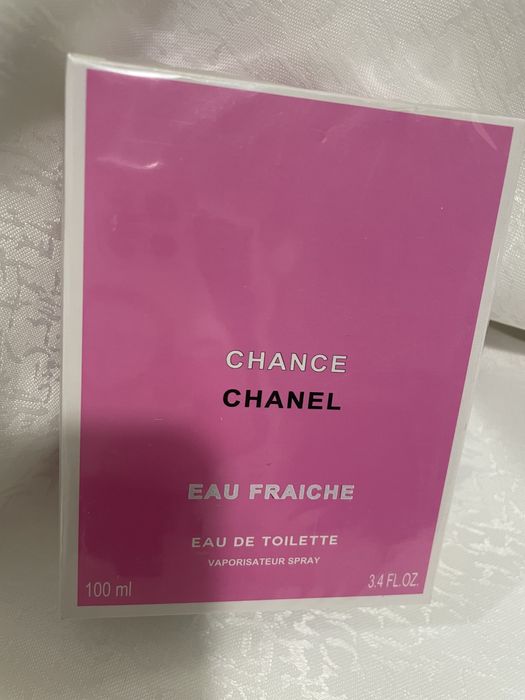 CHANCE
CHANEL
EAU FRAICHE
EAU DE TOILETTE
VAPORISATEUR SPRAY
100 ml
3.4 FL.OZ.